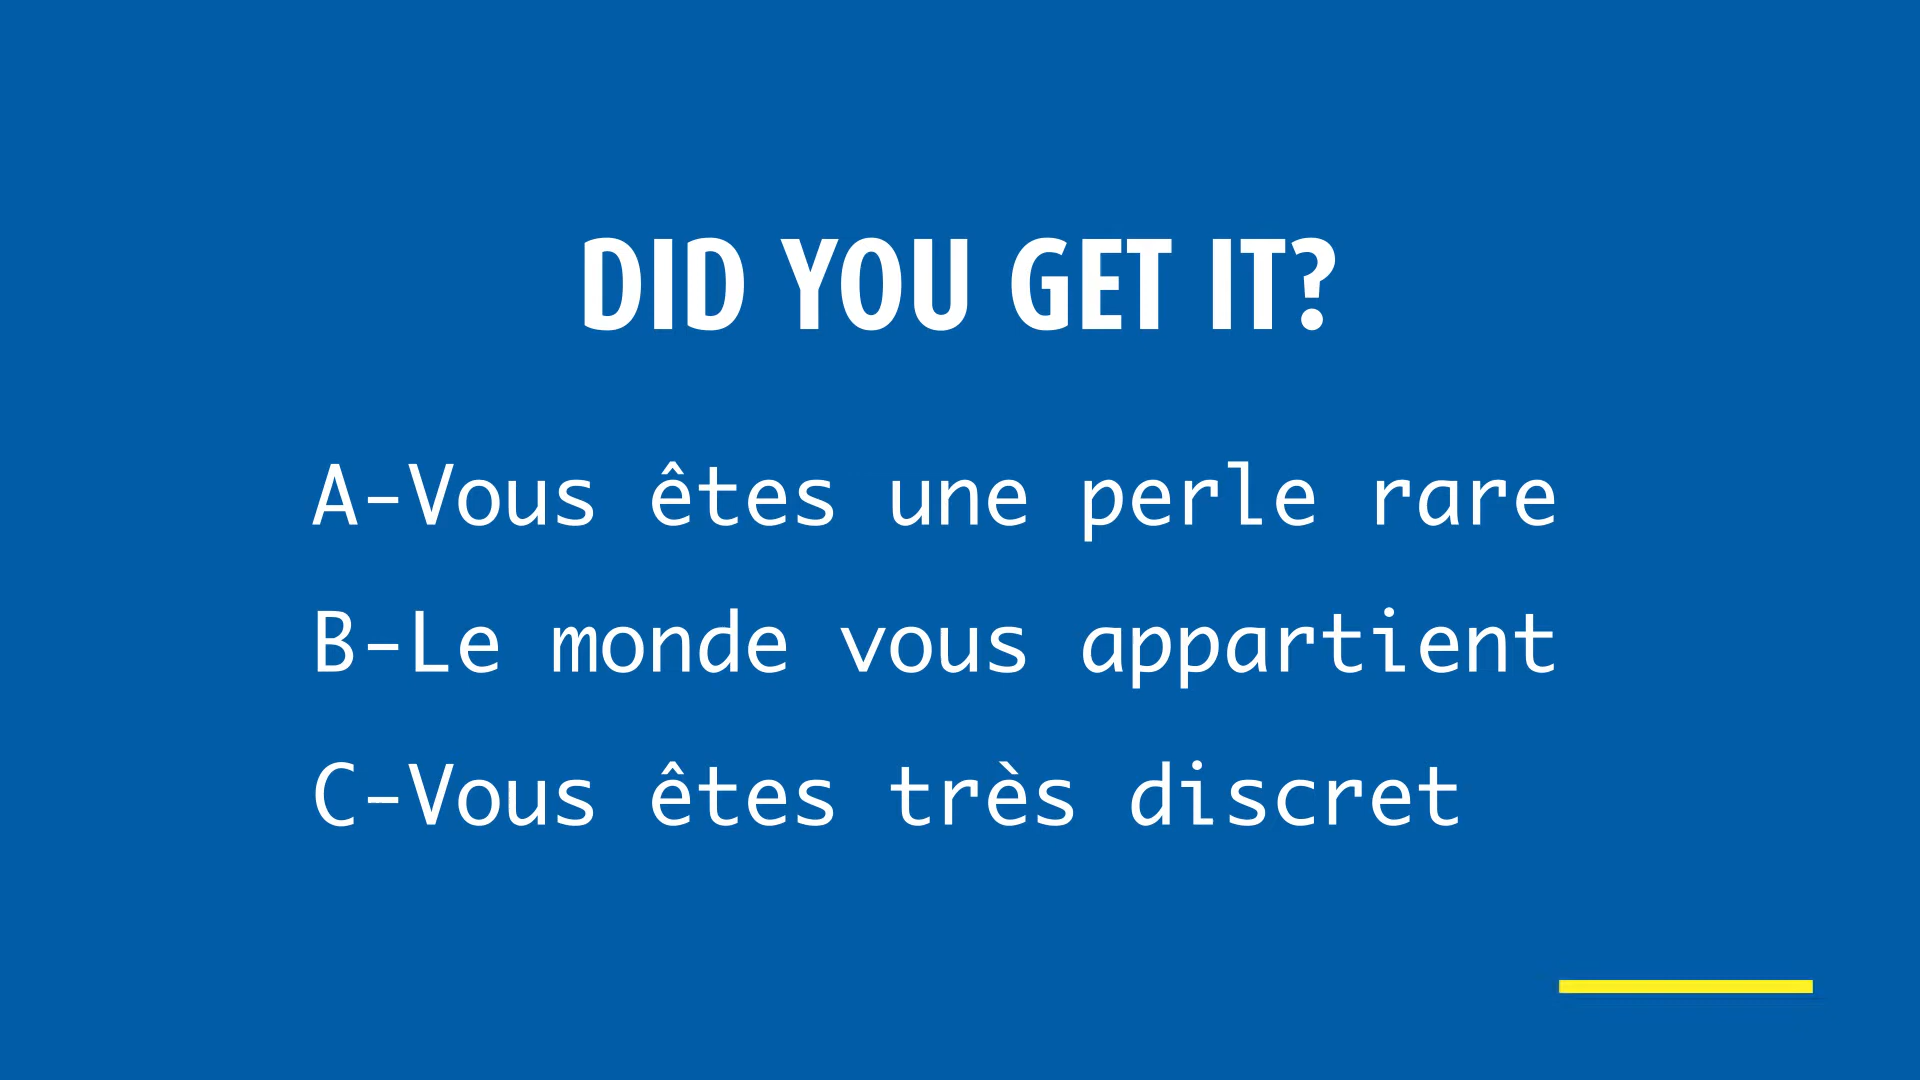 DID YOU GET IT?
A-Vous êtes une perle rare
B-Le monde vous appartient
C-Vous êtes très discret